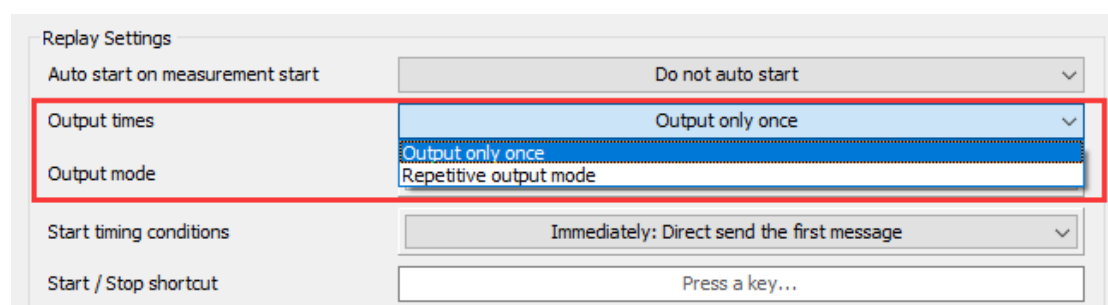 Replay Settings
Auto start on measurement start Do not auto start
Output times Output only once
Output only once
Output mode Repetitive output mode
Start timing conditions Immediately: Direct send the first message
Start / Stop shortcut Press a key...